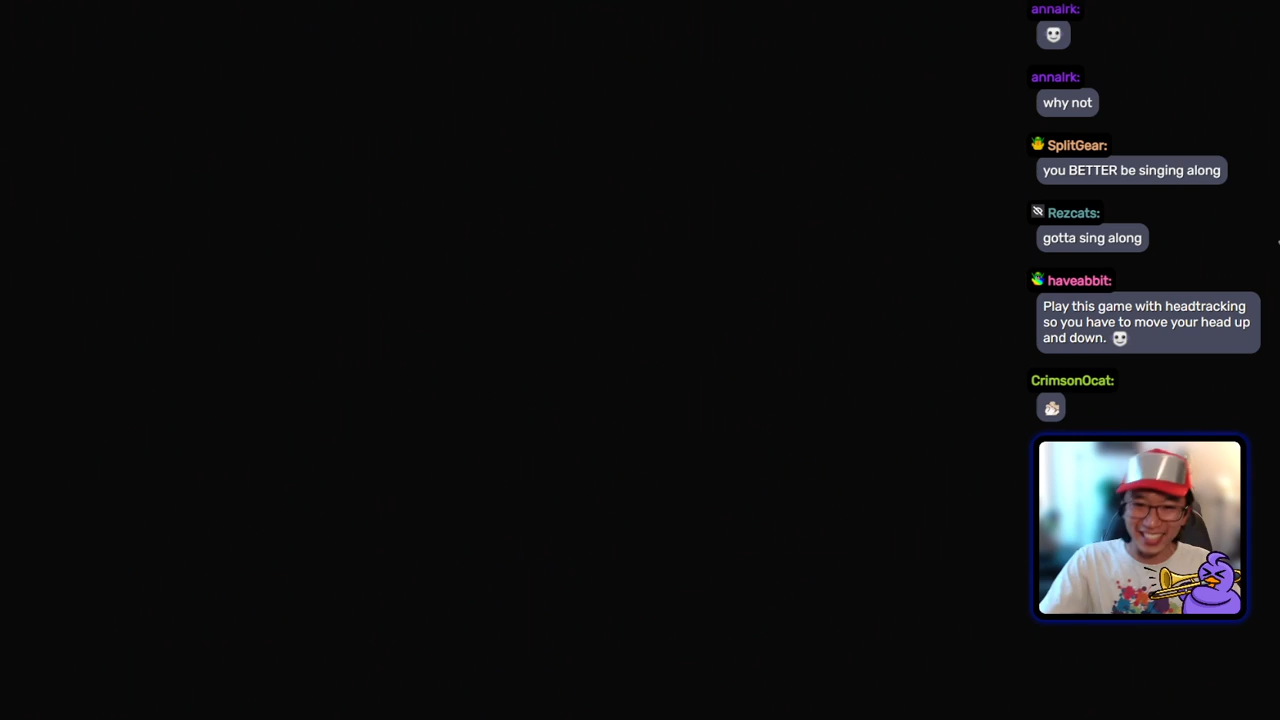 annalrk:
annalrk:
why not
SplitGear:
you BETTER be singing along
Rezcats:
gotta sing along
haveabbit:
Play this game with headtracking
so you have to move your head up
and down.
CrimsonOcat: